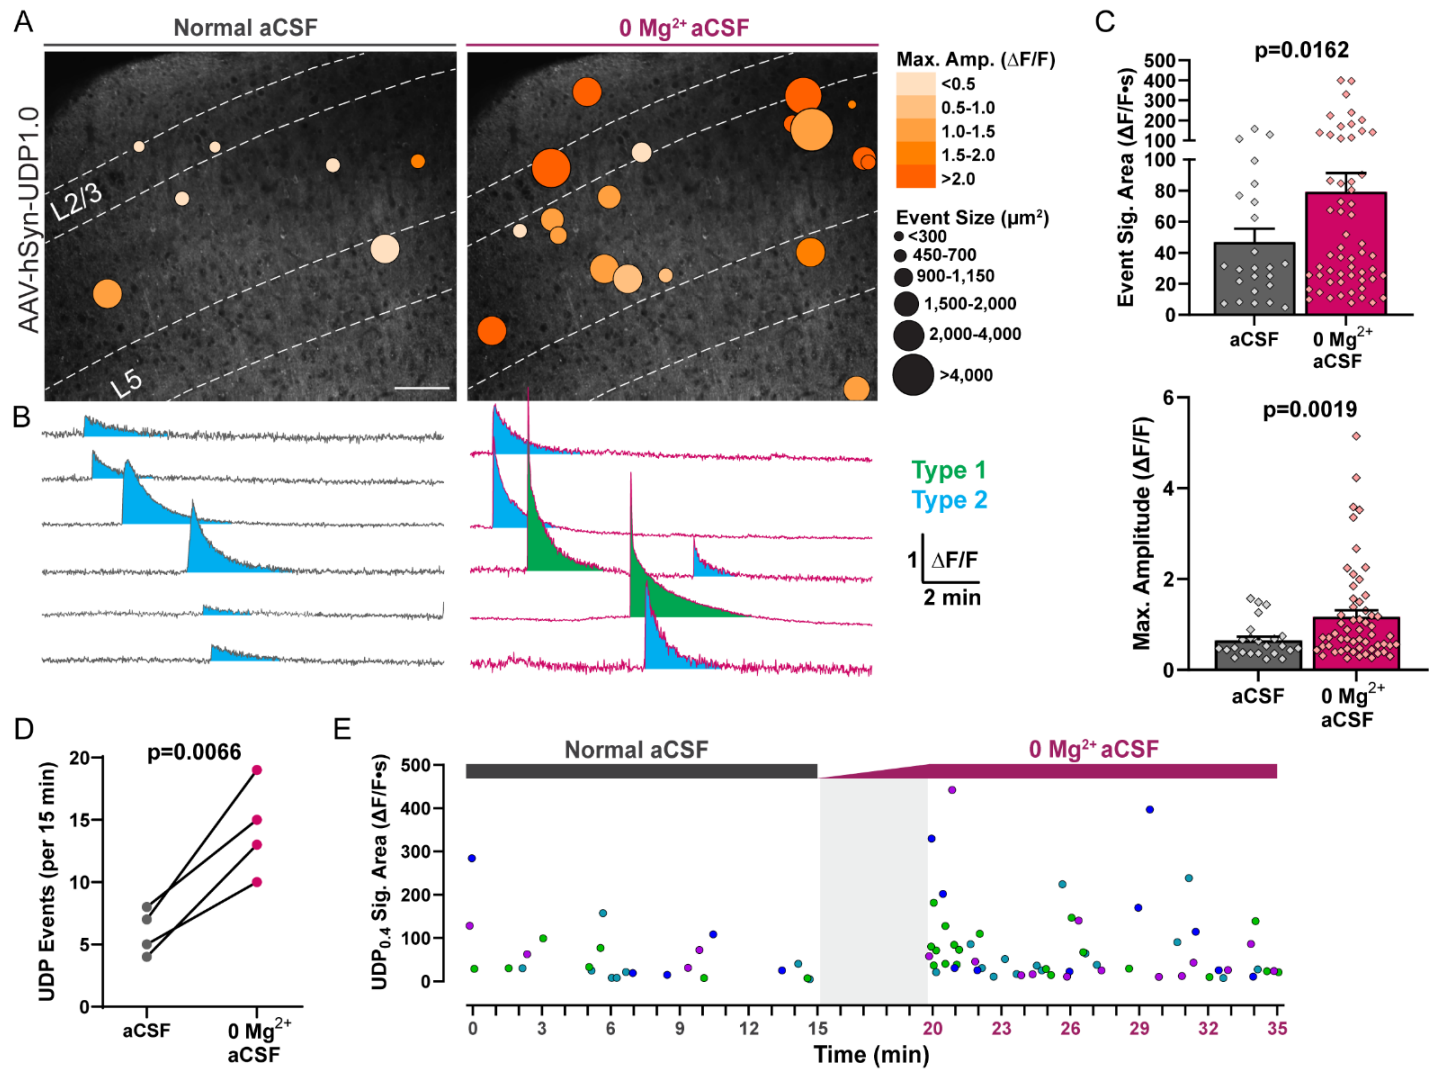 A
Normal aCSF
0 Mg2+ aCSF
AAV-hSyn-UDP1.0
L2/3
L5
Max. Amp. (ΔF/F)
<0.5
0.5-1.0
1.0-1.5
1.5-2.0
>2.0
Event Size (μm²)
<300
450-700
900-1,150
1,500-2,000
2,000-4,000
>4,000
B
Type 1
Type 2
1
ΔF/F
2 min
C
p=0.0162
Event Sig. Area (ΔF/F•s)
500
400
300
200
100
100
80
60
40
20
0
aCSF
0 Mg2+
aCSF
p=0.0019
Max. Amplitude (ΔF/F)
6
4
2
0
aCSF
0 Mg2+
aCSF
D
p=0.0066
UDP Events (per 15 min)
20
15
10
5
0
aCSF
0 Mg2+
aCSF
E
Normal aCSF
0 Mg2+ aCSF
UDP0.4 Sig. Area (ΔF/F•s)
500
400
300
200
100
0
0 3 6 9 12 15 20 23 26 29 32 35
Time (min)